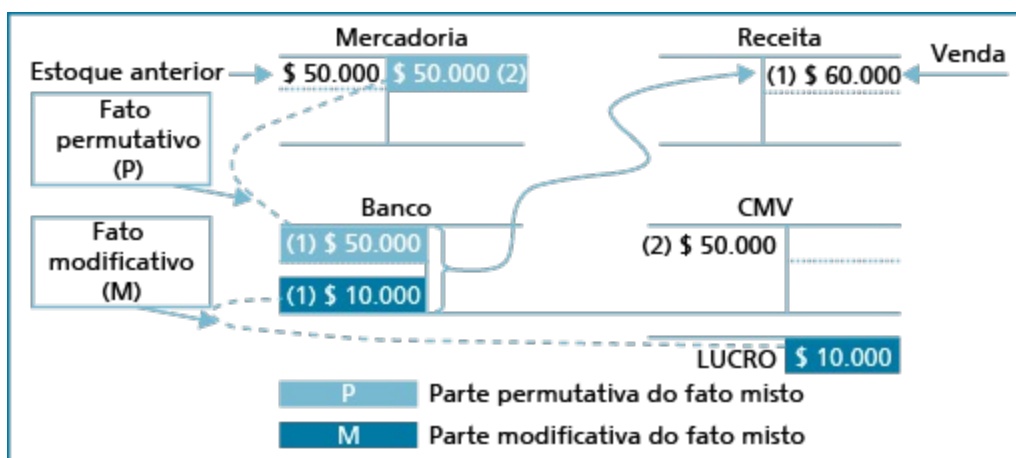 Mercadoria
Receita
Venda
Estoque anterior
$ 50.000
$ 50.000 (2)
(1) $ 60.000
Fato
permutativo
(P)
Banco
CMV
Fato
modificativo
(M)
(1) $ 50.000
(2) $ 50.000
(1) $ 10.000
LUCRO
$ 10.000
P
Parte permutativa do fato misto
M
Parte modificativa do fato misto